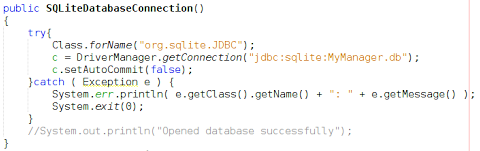 public SQLiteDatabaseConnection()
{
    try{
        Class.forName("org.sqlite.JDBC");
        c = DriverManager.getConnection("jdbc:sqlite:MyManager.db");
        c.setAutoCommit(false);
    }catch ( Exception e ) {
        System.err.println( e.getClass().getName() + ": " + e.getMessage() );
        System.exit(0);
    }
    //System.out.println("Opened database successfully");
}